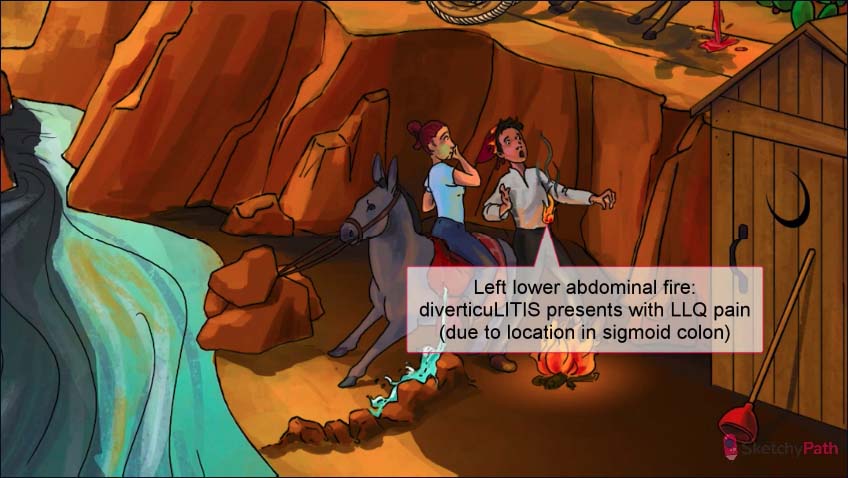 Left lower abdominal fire:
diverticuLITIS presents with LLQ pain
(due to location in sigmoid colon)
SketchyPath